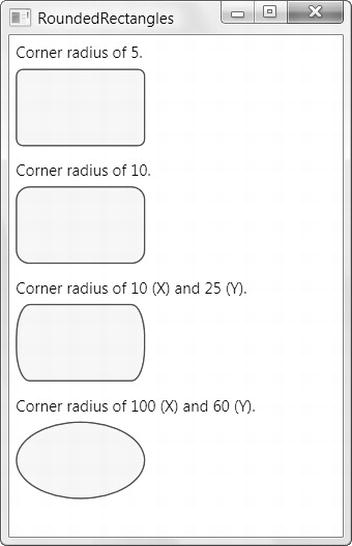 RoundedRectangles
Corner radius of 5.
Corner radius of 10.
Corner radius of 10 (X) and 25 (Y).
Corner radius of 100 (X) and 60 (Y).